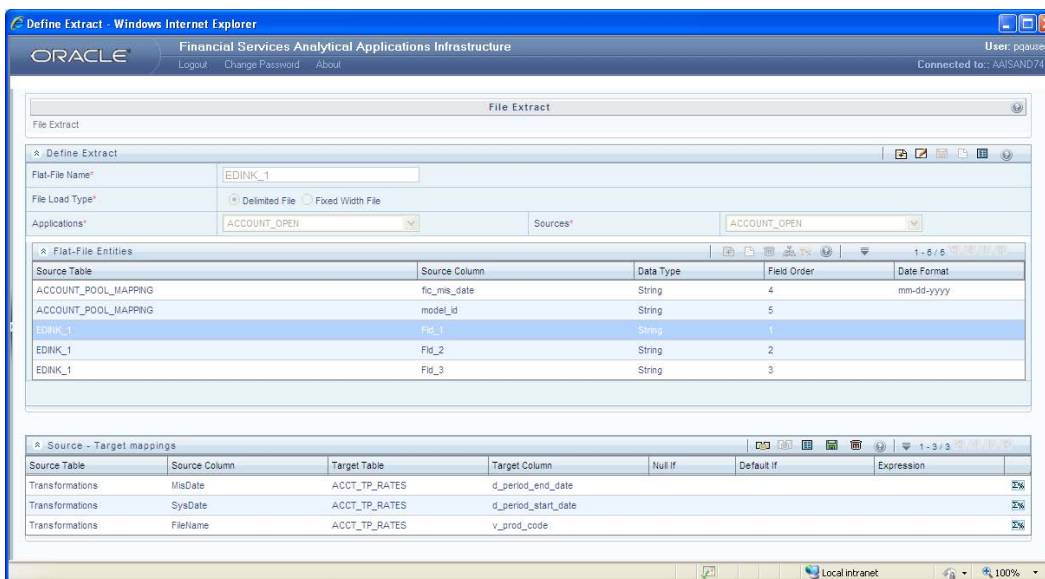 Define Extract - Windows Internet Explorer
ORACLE
Financial Services Analytical Applications Infrastructure
User: pqause
Logout Change Password About
Connected to:: AAISAND74
File Extract
File Extract
Define Extract
Flat-File Name* EDINK_1
File Load Type* Delimited File Fixed Width File
Applications* ACCOUNT_OPEN Sources* ACCOUNT_OPEN
Flat-File Entities 1-5/5
Source Table Source Column Data Type Field Order Date Format
ACCOUNT_POOL_MAPPING fic_mis_date String 4 mm-dd-yyyy
ACCOUNT_POOL_MAPPING model_id String 5
EDINK_1 Fld_1 String 1
EDINK_1 Fld_2 String 2
EDINK_1 Fld_3 String 3
Source - Target mappings 1-3/3
Source Table Source Column Target Table Target Column Null If Default If Expression
Transformations MisDate ACCT_TP_RATES d_period_end_date Σ%
Transformations SysDate ACCT_TP_RATES d_period_start_date Σ%
Transformations FileName ACCT_TP_RATES v_prod_code Σ%
Local intranet 100%